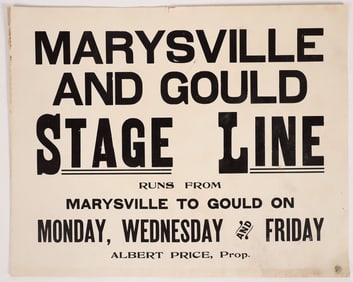 MARYSVILLE
AND GOULD
STAGE LINE
RUNS FROM
MARYSVILLE TO GOULD ON
MONDAY, WEDNESDAY AND FRIDAY
ALBERT PRICE, Prop.